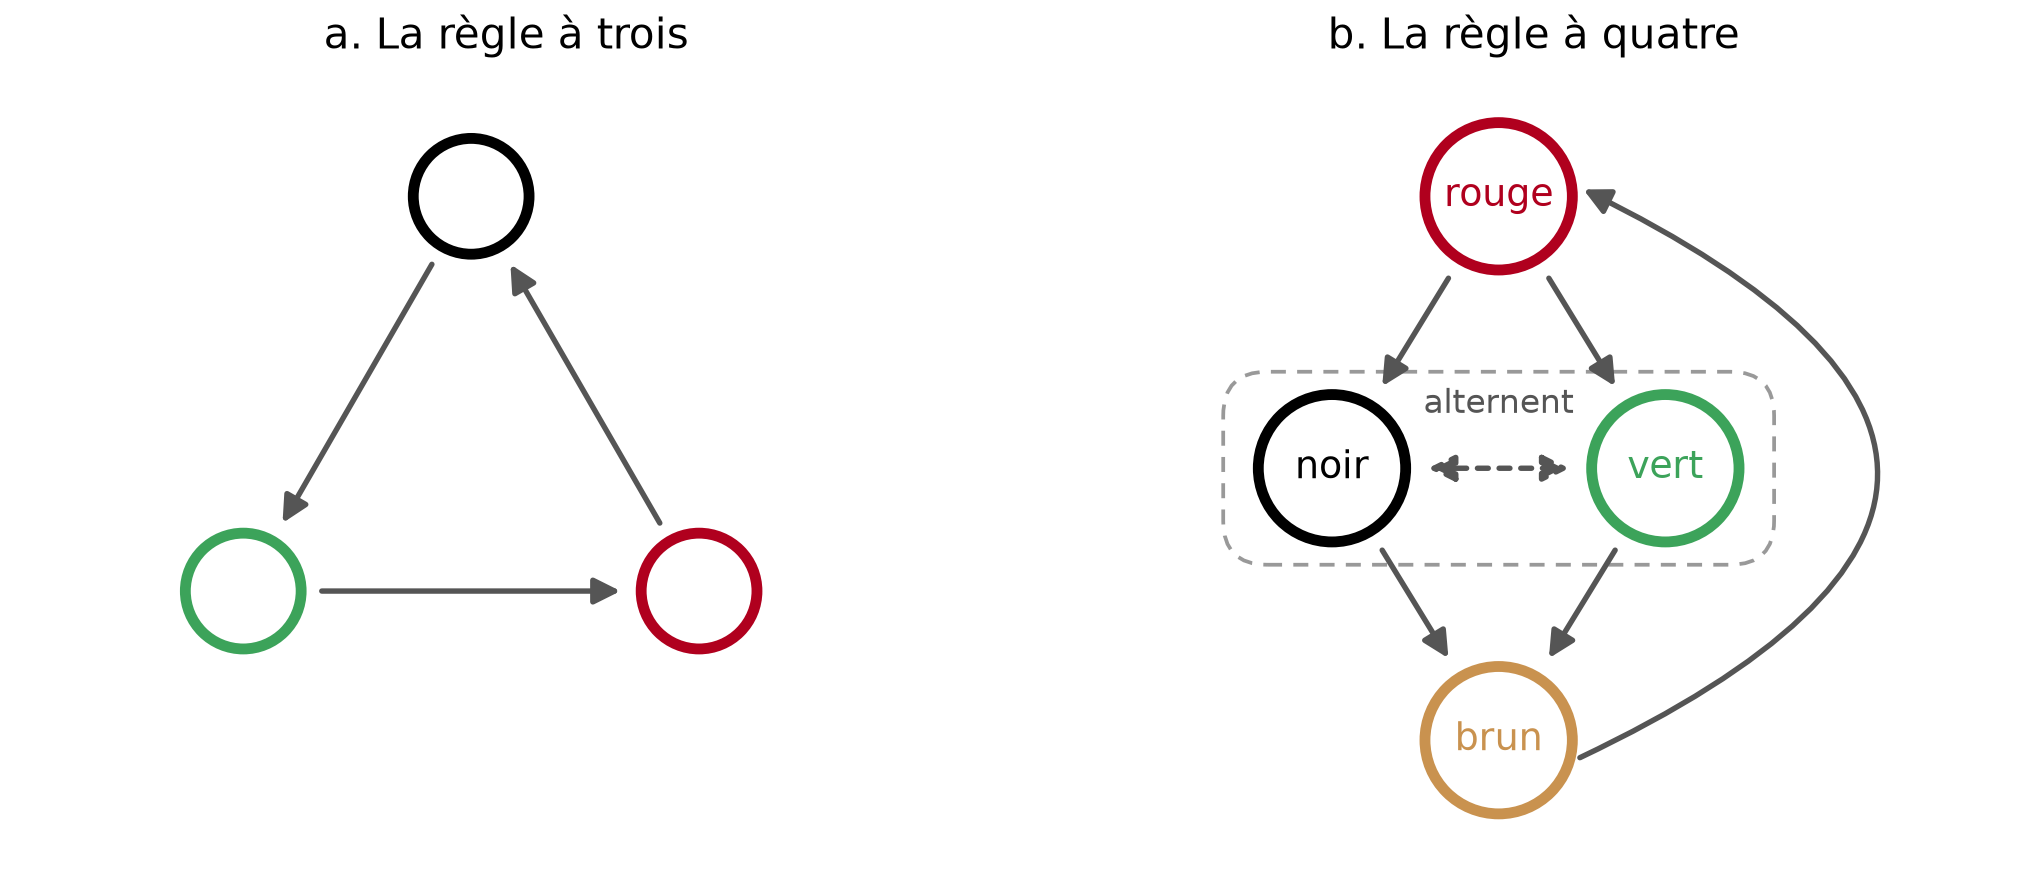 a. La règle à trois
b. La règle à quatre
rouge
alternent
noir
vert
brun